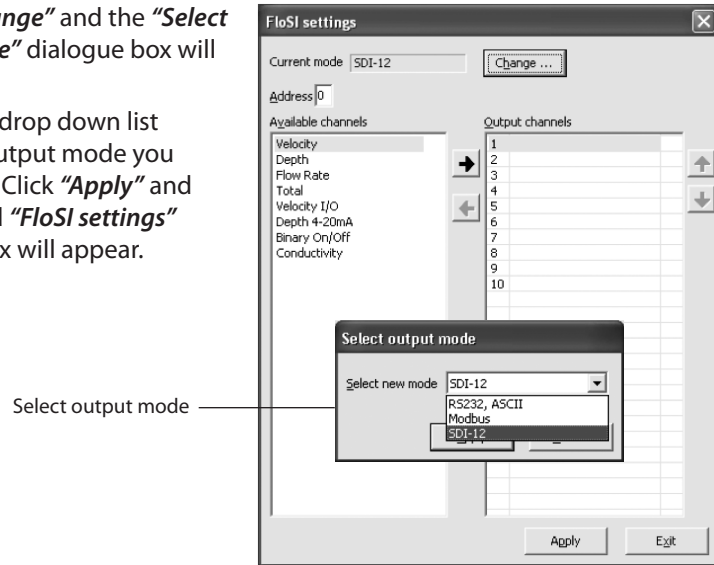 nge" and the "Select
e" dialogue box will
drop down list
utput mode you
Click "Apply" and
"FloSI settings"
x will appear.
Select output mode
FloSI settings
Current mode SDI-12 Change ...
Address 0
Available channels
Velocity
Depth
Flow Rate
Total
Velocity I/O
Depth 4-20mA
Binary On/Off
Conductivity
Output channels
1
2
3
4
5
6
7
8
9
10
Select output mode
Select new mode SDI-12
RS232, ASCII
Modbus
SDI-12
Apply Exit